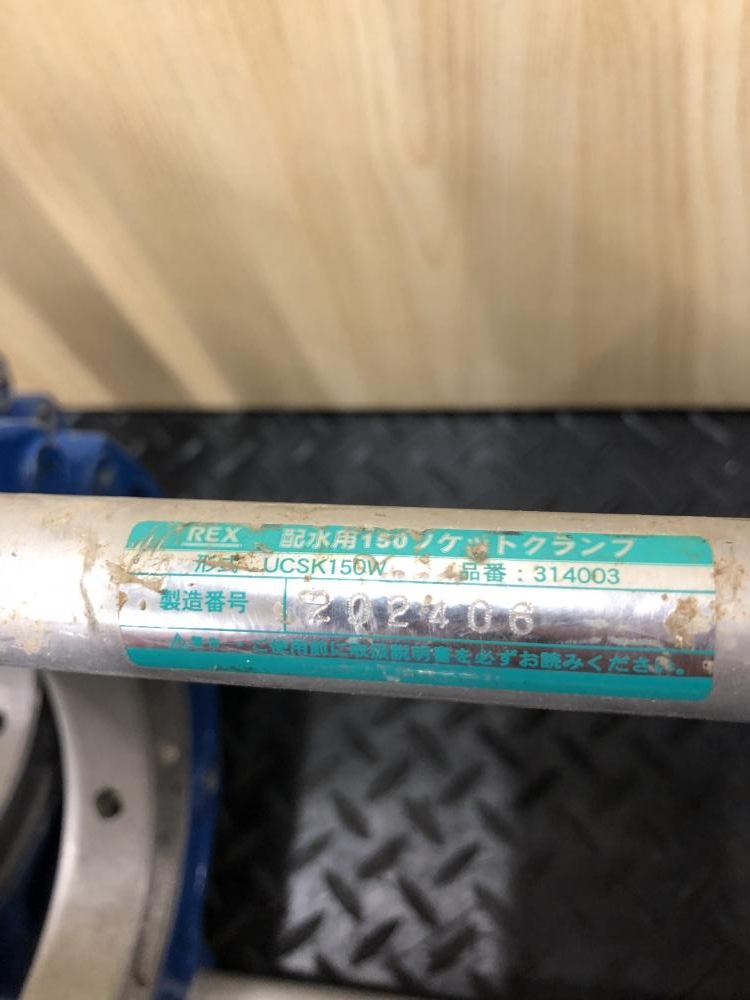 REX 配水用150ソケットクランプ
形式 UCSK150W 品番:314003
製造番号 202406
⚠警告・ご使用前に取扱説明書を必ずお読みください。